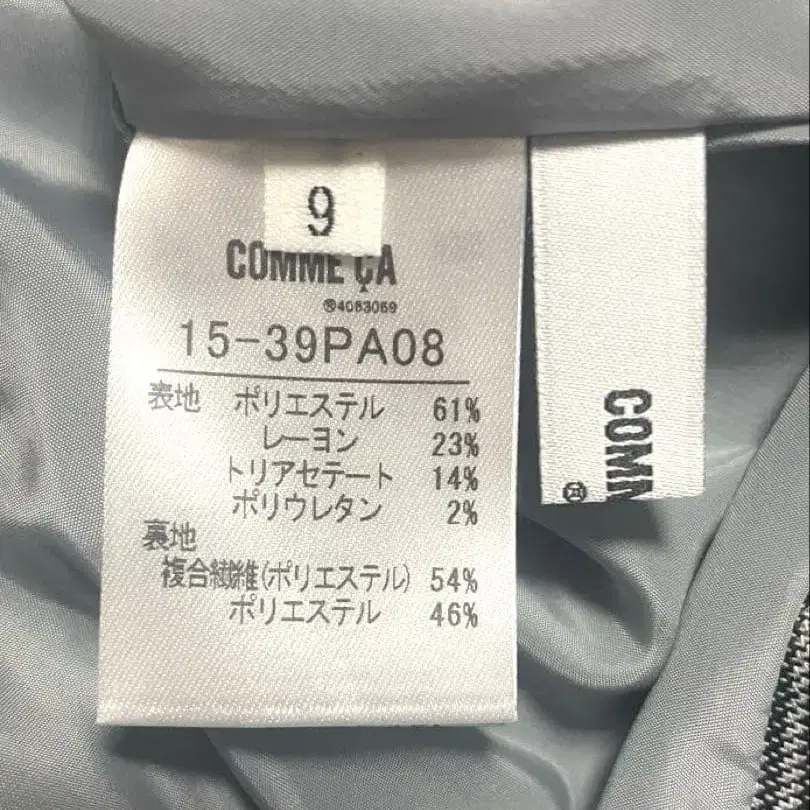 9
COMME ÇA
®4083069
15-39PA08
表地 ポリエステル 61%
レーヨン 23%
トリアセテート 14%
ポリウレタン 2%
裏地
複合繊維(ポリエステル) 54%
ポリエステル 46%
COMM